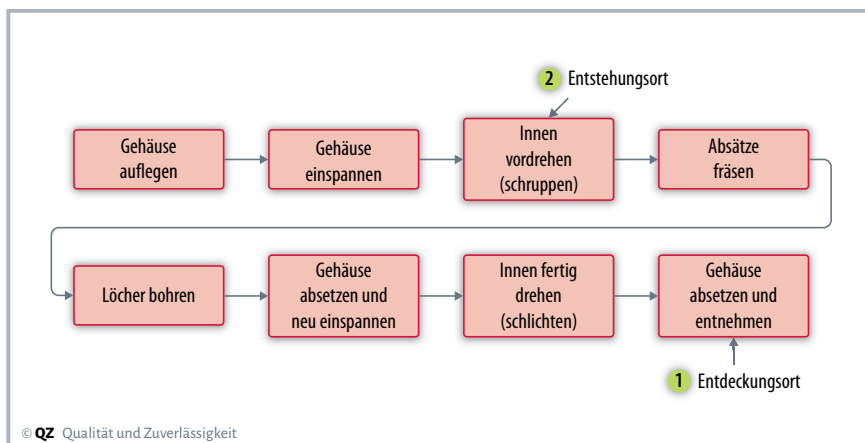 2 Entstehungsort
Gehäuse
auflegen
Gehäuse
einspannen
Innen
vordrehen
(schruppen)
Absätze
fräsen
Löcher bohren
Gehäuse
absetzen und
neu einspannen
Innen fertig
drehen
(schlichten)
Gehäuse
absetzen und
entnehmen
1 Entdeckungsort
© QZ Qualität und Zuverlässigkeit